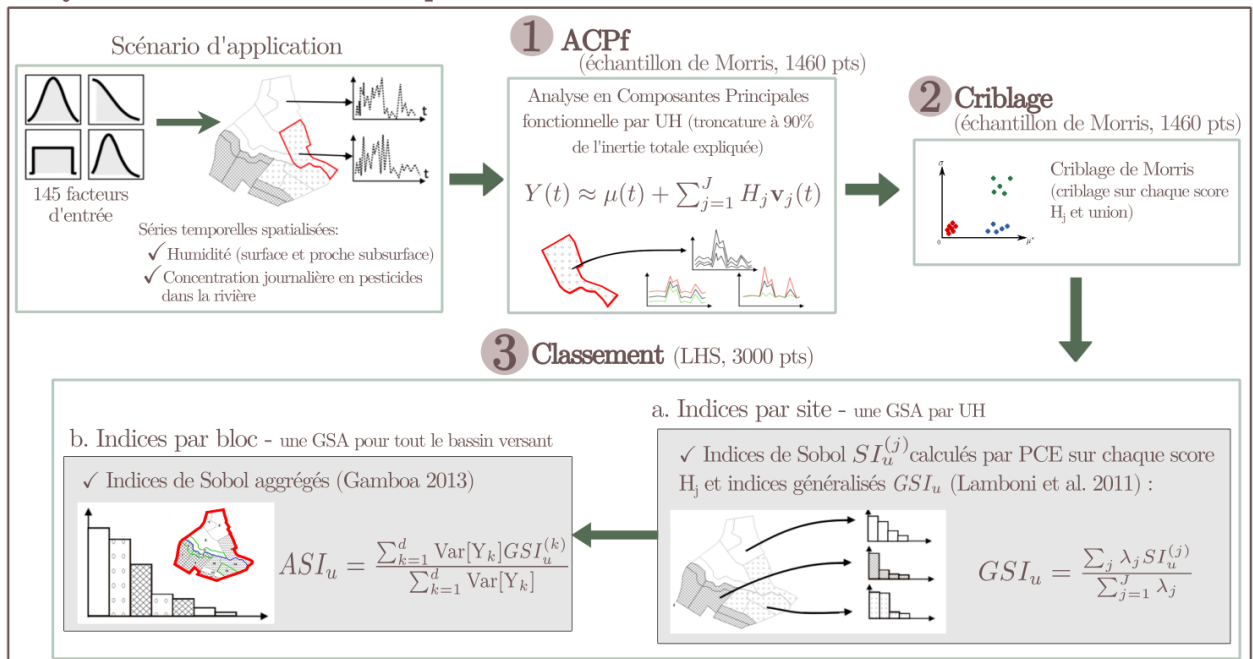 Scénario d'application
145 facteurs
d'entrée
t
t
Séries temporelles spatialisées:
✓ Humidité (surface et proche subsurface)
✓ Concentration journalière en pesticides
dans la rivière
1 ACPf
(échantillon de Morris, 1460 pts)
Analyse en Composantes Principales
fonctionnelle par UH (troncature à 90%
de l'inertie totale expliquée)
Y(t) ≈ μ(t) + ∑_{j=1}^{J} H_j v_j(t)
2 Criblage
(échantillon de Morris, 1460 pts)
σ
0
μ*
Criblage de Morris
(criblage sur chaque score
H_j et union)
3 Classement (LHS, 3000 pts)
a. Indices par site - une GSA par UH
✓ Indices de Sobol SI_u^{(j)} calculés par PCE sur chaque score
H_j et indices généralisés GSI_u (Lamboni et al. 2011) :
GSI_u = \frac{∑_j λ_j SI_u^{(j)}}{∑_{j=1}^{J} λ_j}
b. Indices par bloc - une GSA pour tout le bassin versant
✓ Indices de Sobol aggrégés (Gamboa 2013)
ASI_u = \frac{∑_{k=1}^{d} Var[Y_k] GSI_u^{(k)}}{∑_{k=1}^{d} Var[Y_k]}